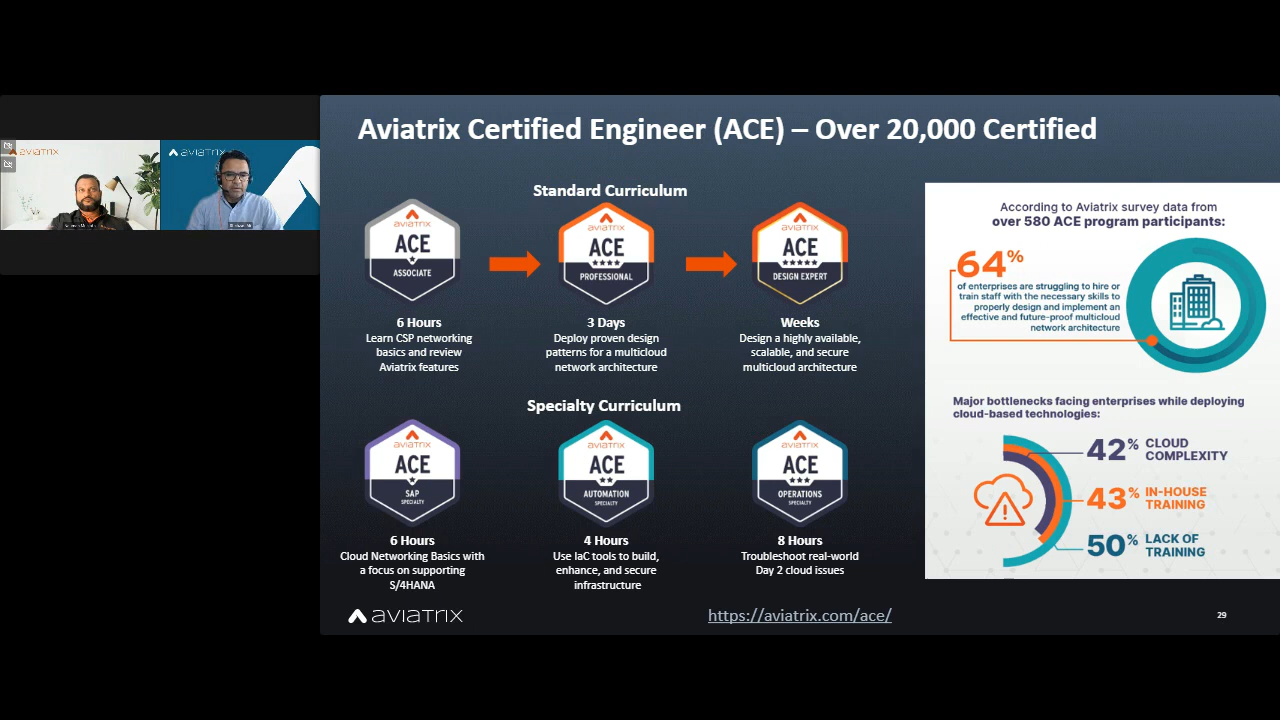 Aviatrix Certified Engineer (ACE) – Over 20,000 Certified
aviatrix
aviatrix
Standard Curriculum
aviatrix
ACE
ASSOCIATE
aviatrix
ACE
PROFESSIONAL
aviatrix
ACE
DESIGN EXPERT
6 Hours
Learn CSP networking
basics and review
Aviatrix features
3 Days
Deploy proven design
patterns for a multicloud
network architecture
Weeks
Design a highly available,
scalable, and secure
multicloud architecture
Specialty Curriculum
aviatrix
ACE
SAP
SPECIALTY
aviatrix
ACE
AUTOMATION
SPECIALTY
aviatrix
ACE
OPERATIONS
SPECIALTY
6 Hours
Cloud Networking Basics with
a focus on supporting
S/4HANA
4 Hours
Use IaC tools to build,
enhance, and secure
infrastructure
8 Hours
Troubleshoot real-world
Day 2 cloud issues
According to Aviatrix survey data from
over 580 ACE program participants:
64%
of enterprises are struggling to hire or
train staff with the necessary skills to
properly design and implement an
effective and future-proof multicloud
network architecture
Major bottlenecks facing enterprises while deploying
cloud-based technologies:
42% CLOUD
COMPLEXITY
43% IN-HOUSE
TRAINING
50% LACK OF
TRAINING
aviatrix
https://aviatrix.com/ace/
29